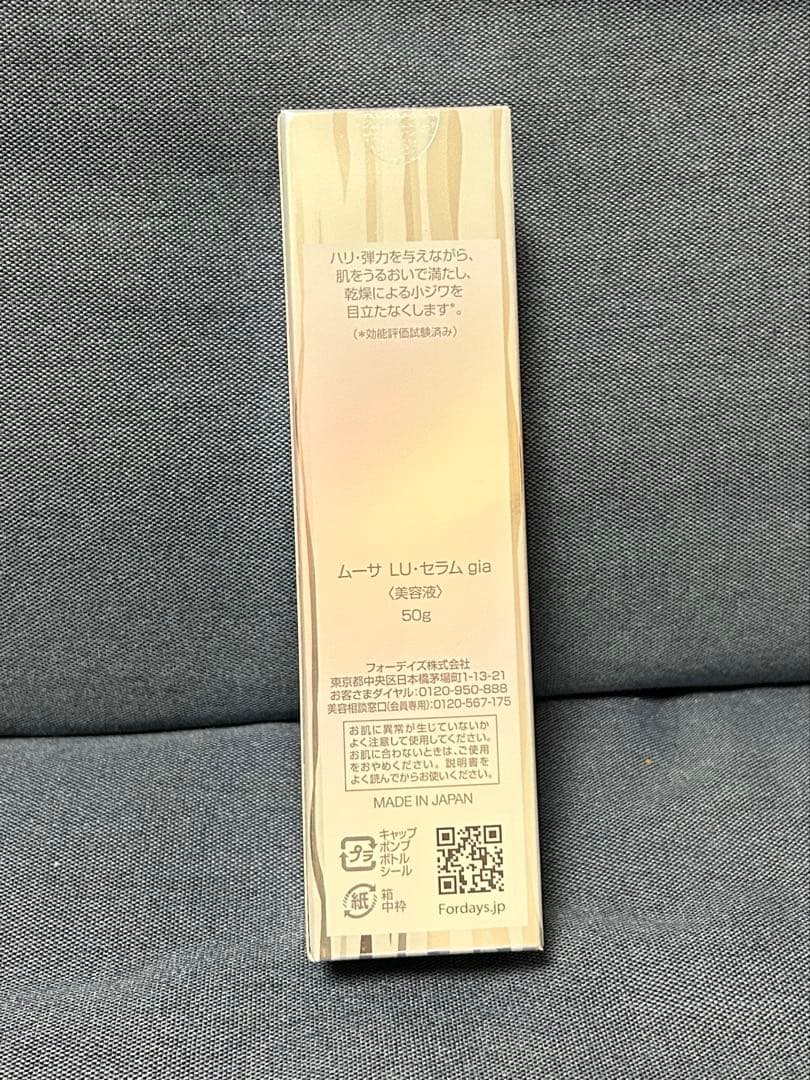 ハリ・弾力を与えながら、
肌をうるおいで満たし、
乾燥による小ジワを
目立たなくします*。
(*効能評価試験済み)
ムーサ LU・セラム gia
〈美容液〉
50g
フォーデイズ株式会社
東京都中央区日本橋茅場町1-13-21
お客さまダイヤル:0120-950-888
美容相談窓口(会員専用):0120-567-175
お肌に異常が生じていないか
よく注意して使用してください。
お肌に合わないときは、ご使用
をおやめください。説明書を
よく読んでからお使いください。
MADE IN JAPAN
プラ
キャップ
ポンプ
ボトル
シール
紙
箱
中枠
Fordays.jp